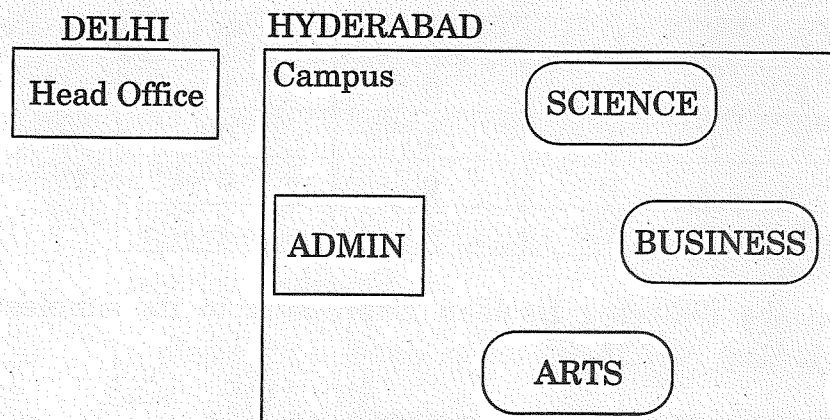 DELHI
HYDERABAD
Head Office
Campus
SCIENCE
ADMIN
BUSINESS
ARTS